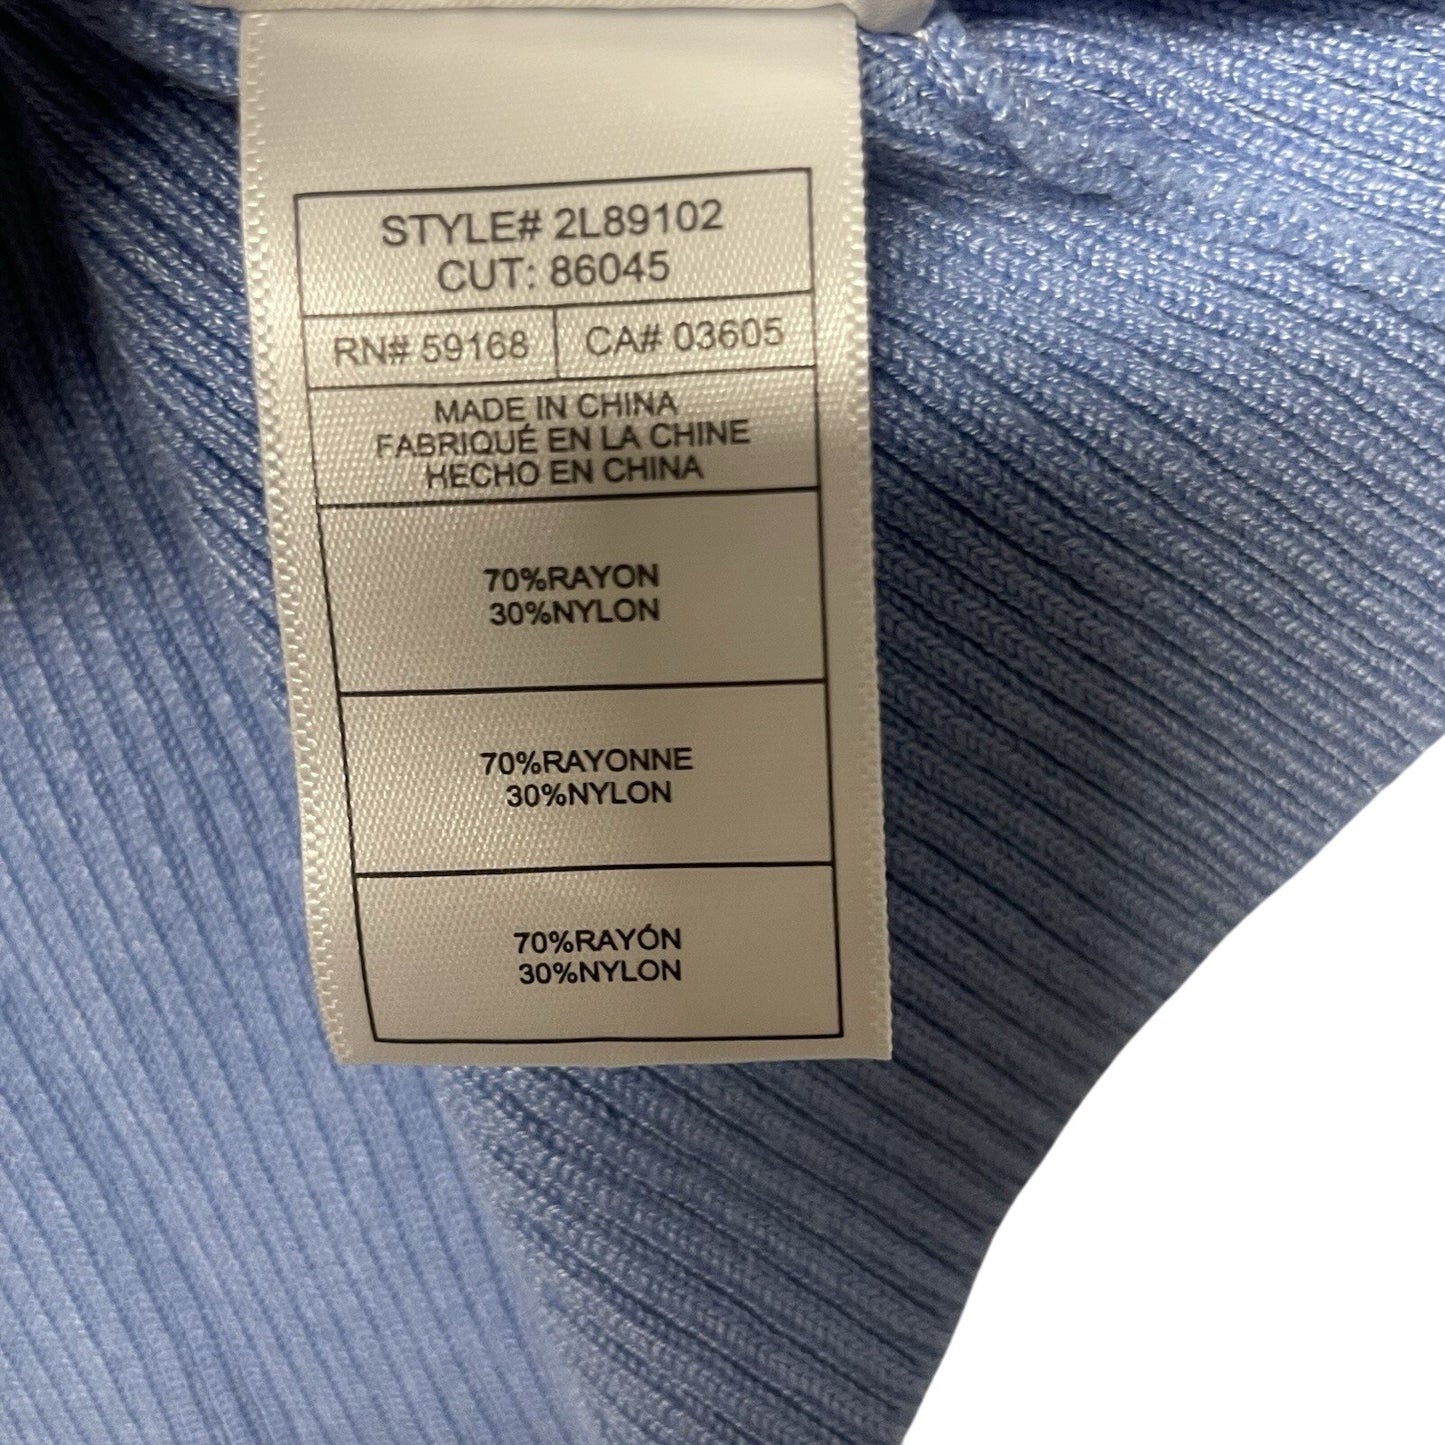 STYLE# 2L89102
CUT: 86045
RN# 59168 CA# 03605
MADE IN CHINA
FABRIQUÉ EN LA CHINE
HECHO EN CHINA
70%RAYON
30%NYLON
70%RAYONNE
30%NYLON
70%RAYÓN
30%NYLON